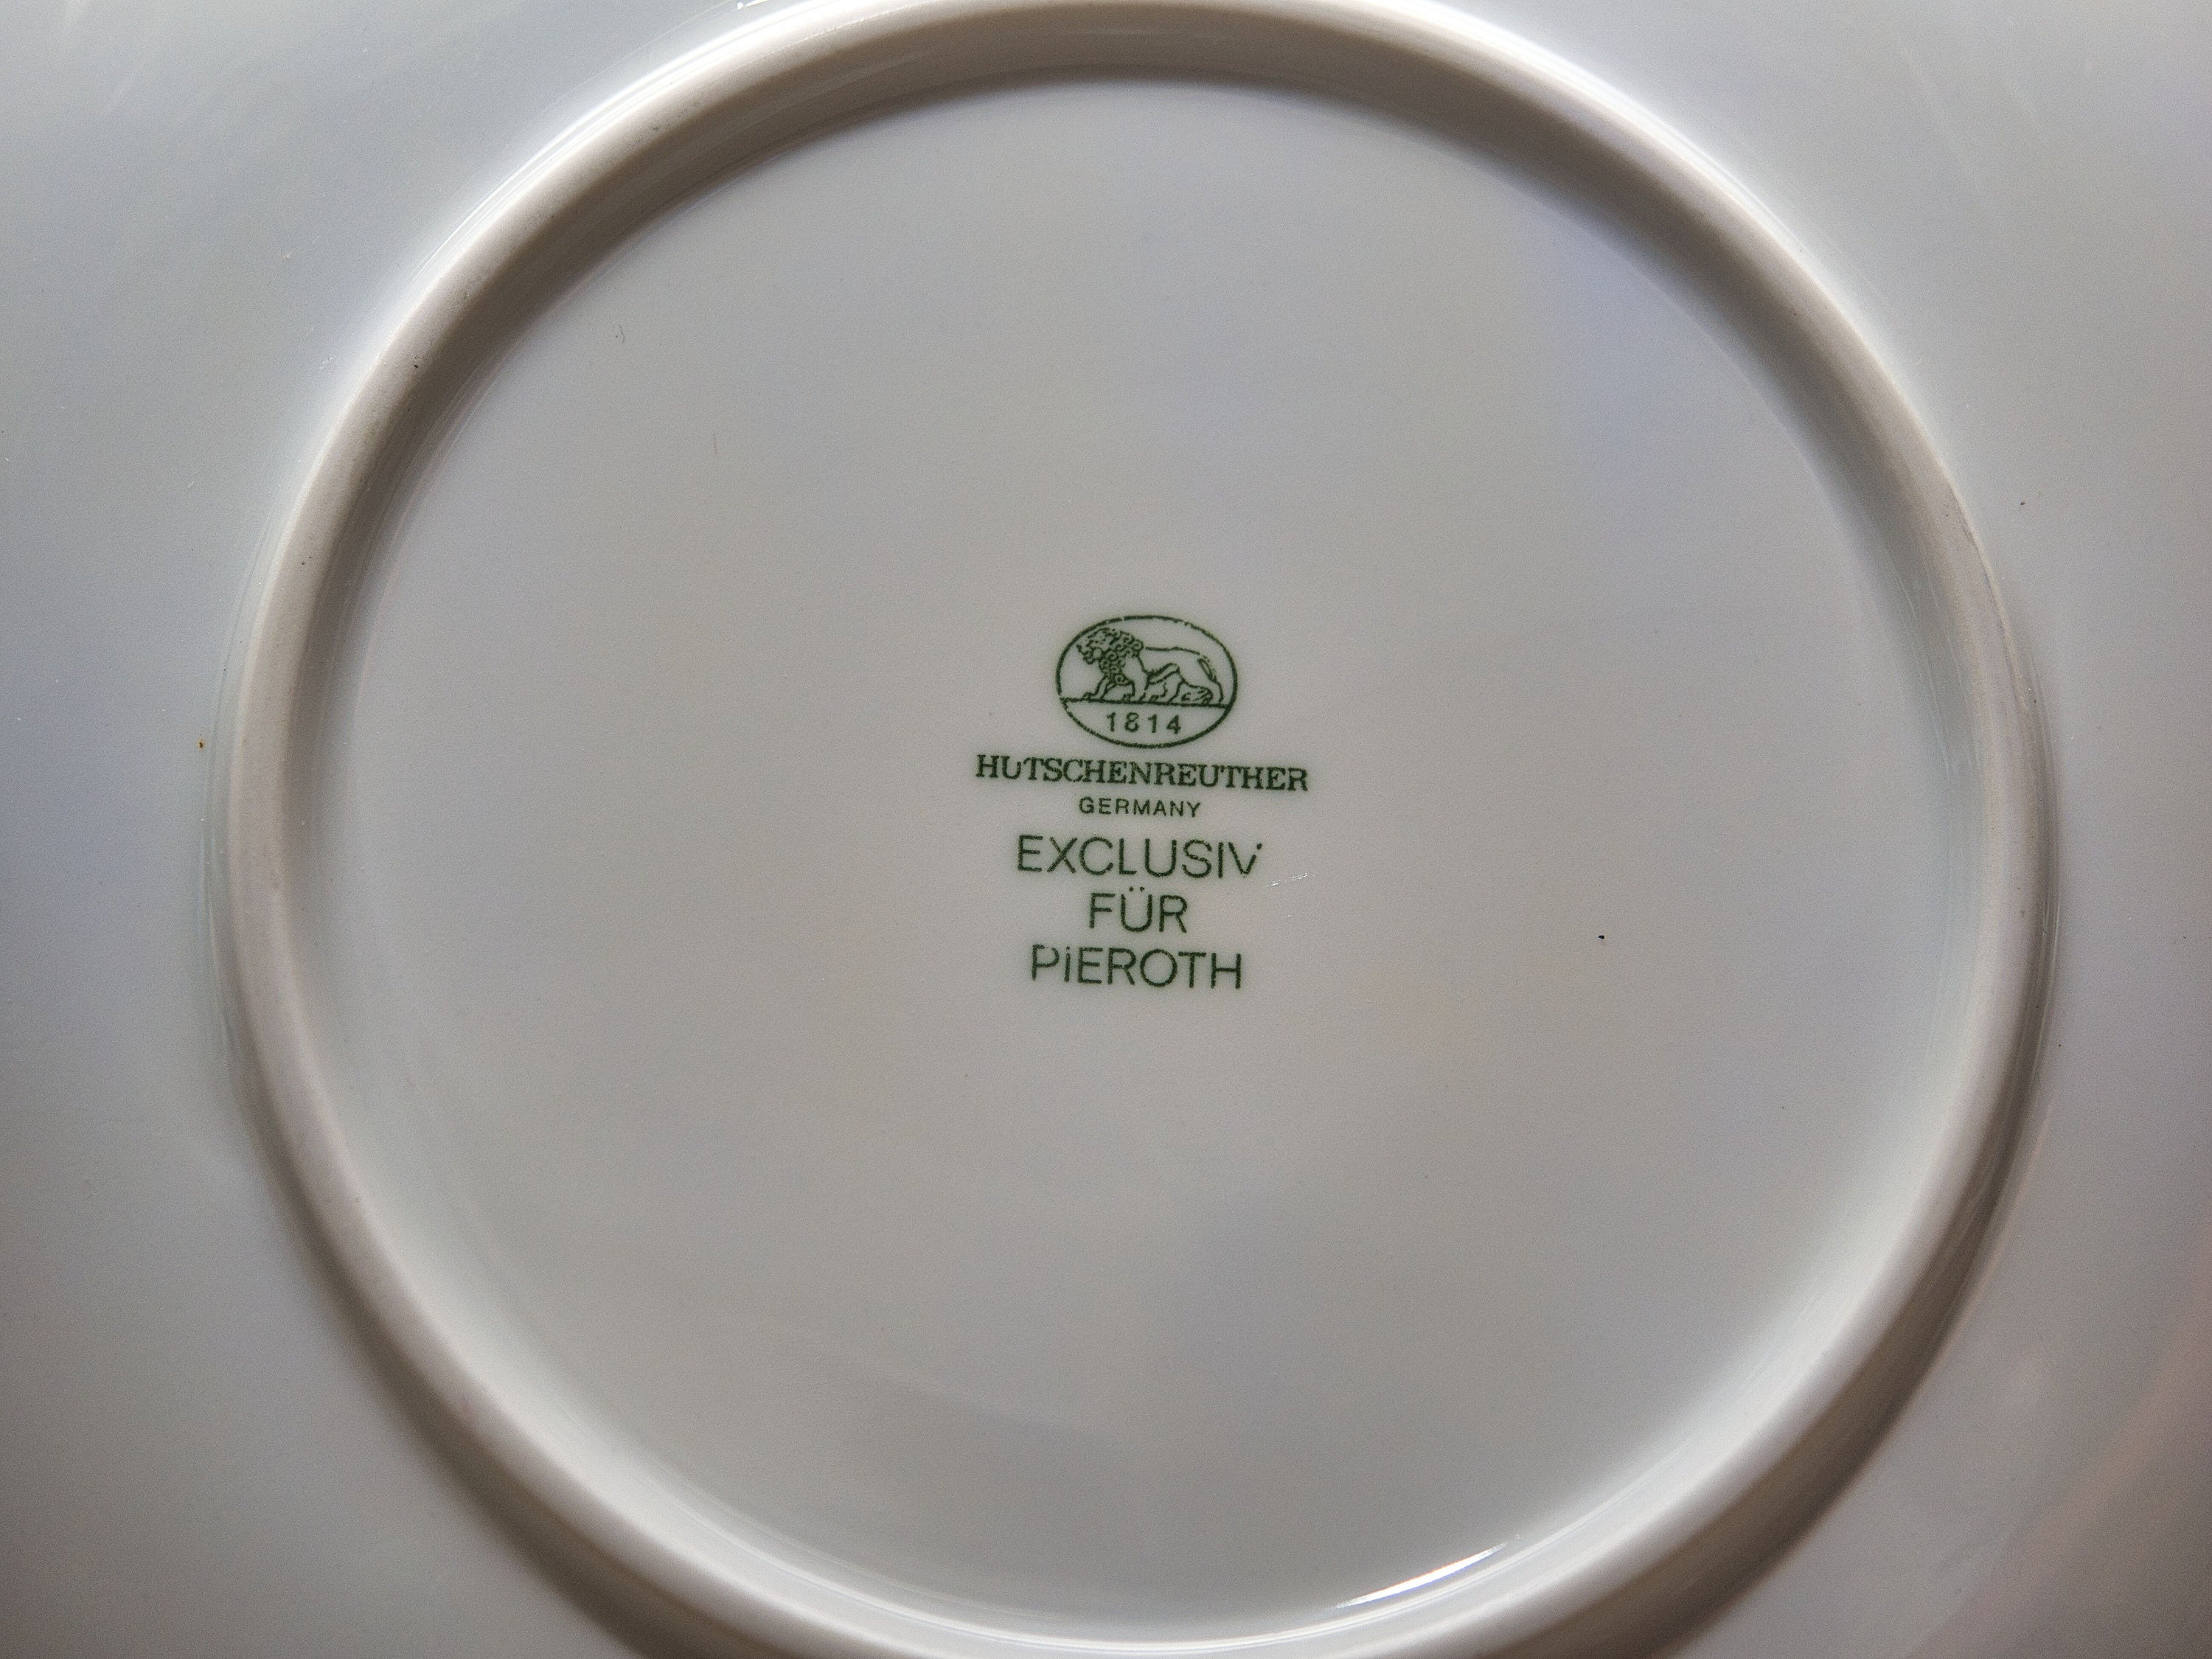 1814
HUTSCHENREUTHER
GERMANY
EXCLUSIV
FÜR
PIEROTH